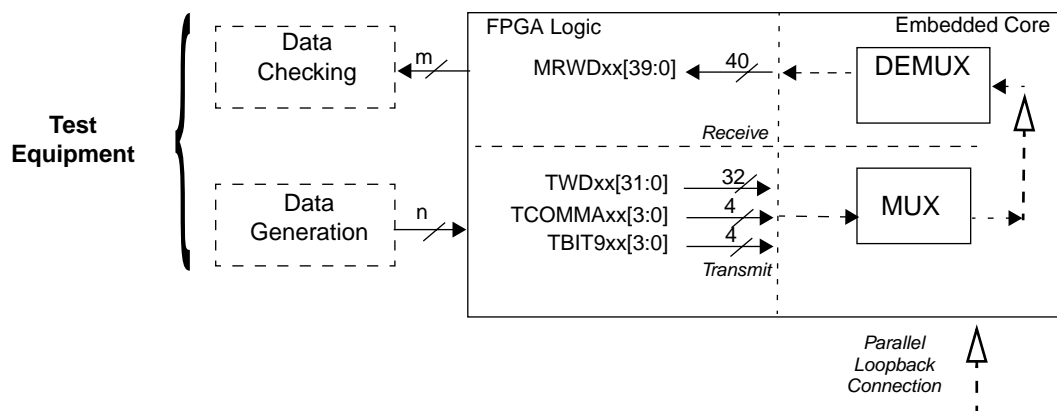 Test
Equipment
Data
Checking
m
Data
Generation
n
FPGA Logic
Embedded Core
MRWDxx[39:0]
40
DEMUX
Receive
TWDxx[31:0]
32
TCOMMAxx[3:0]
4
TBIT9xx[3:0]
4
MUX
Transmit
Parallel
Loopback
Connection